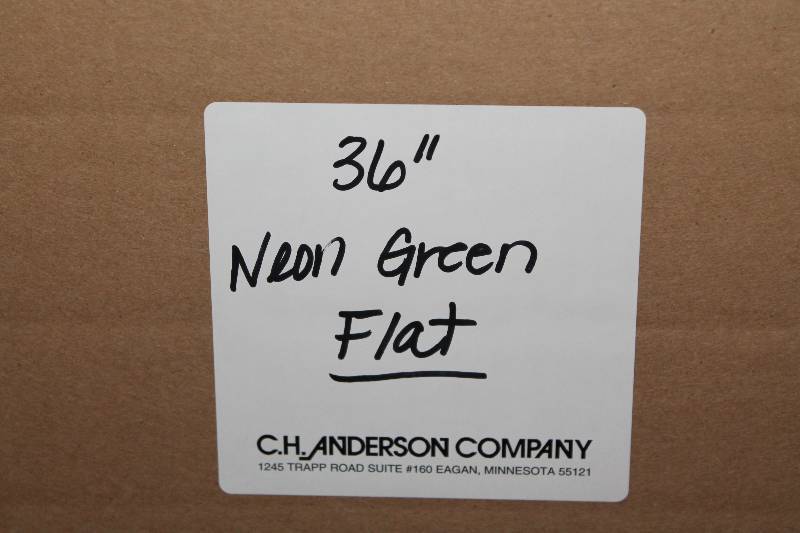 36"
Neon Green
Flat
C.H. ANDERSON COMPANY
1245 TRAPP ROAD SUITE #160 EAGAN, MINNESOTA 55121